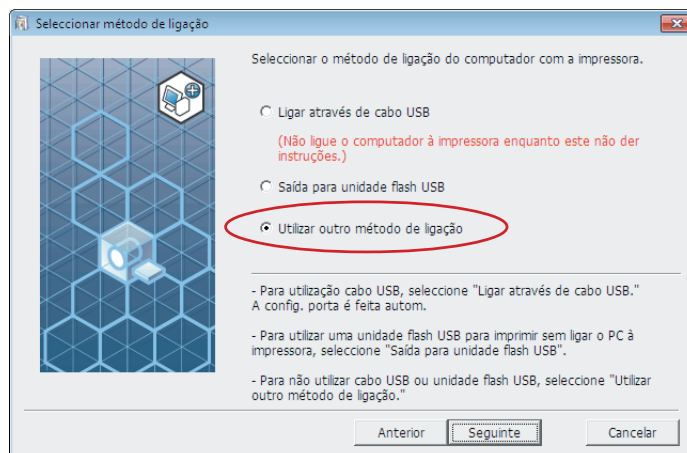 Seleccionar método de ligação
Seleccionar o método de ligação do computador com a impressora.
Ligar através de cabo USB
(Não ligue o computador à impressora enquanto este não der
instruções.)
Saída para unidade flash USB
Utilizar outro método de ligação
- Para utilização cabo USB, seleccione "Ligar através de cabo USB."
A config. porta é feita autom.
- Para utilizar uma unidade flash USB para imprimir sem ligar o PC à
impressora, seleccione "Saída para unidade flash USB".
- Para não utilizar cabo USB ou unidade flash USB, seleccione "Utilizar
outro método de ligação."
Anterior Seguinte Cancelar